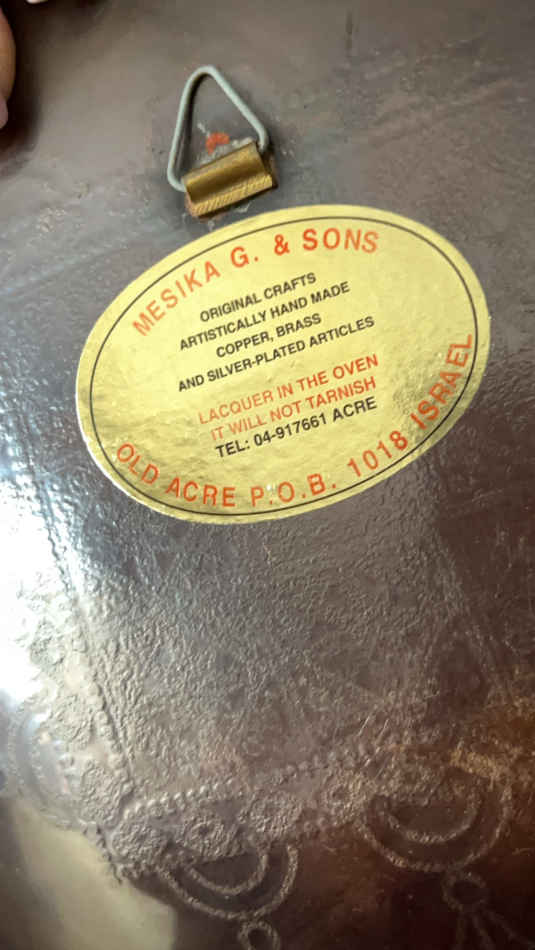 MESIKA G. & SONS
ORIGINAL CRAFTS
ARTISTICALLY HAND MADE
COPPER, BRASS
AND SILVER-PLATED ARTICLES
LACQUER IN THE OVEN
IT WILL NOT TARNISH
TEL: 04-917661 ACRE
OLD ACRE P.O.B. 1018 ISRAEL